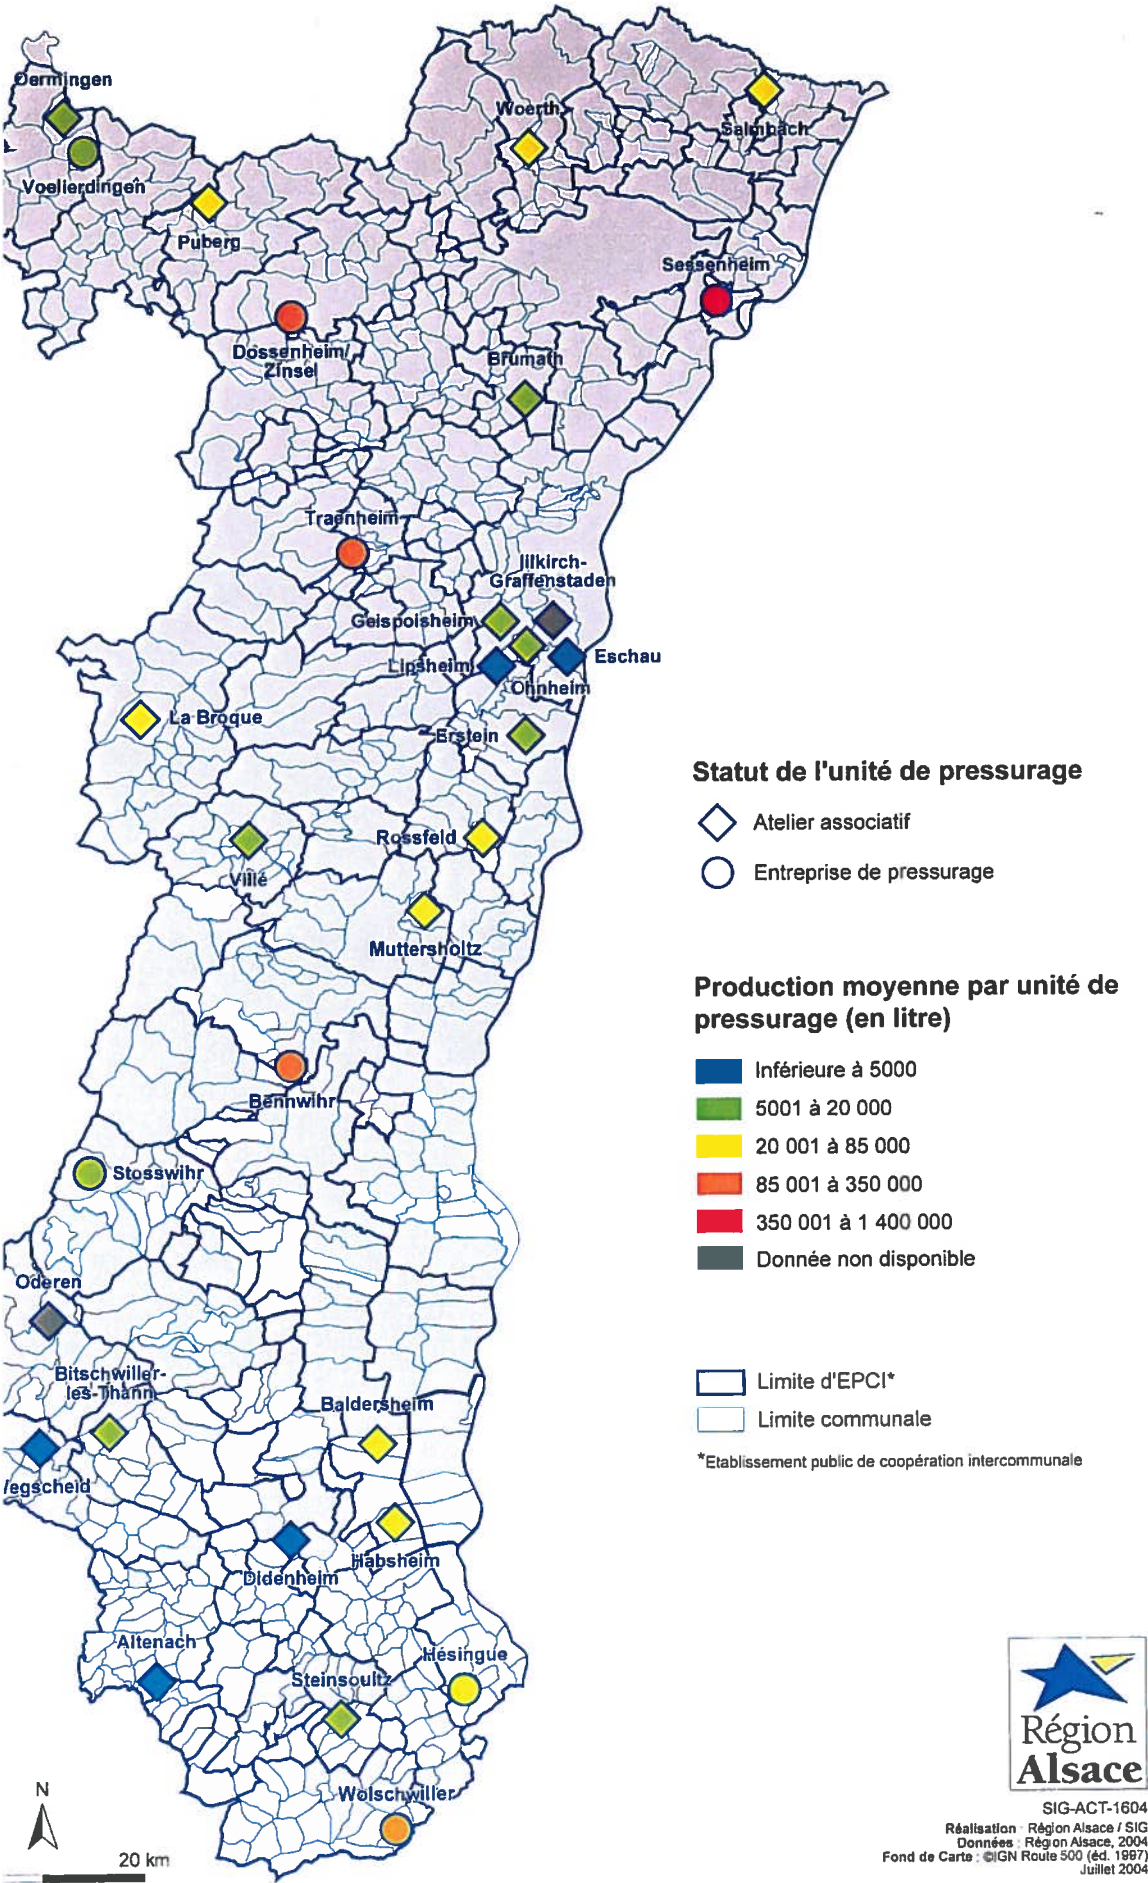 Oermingen
Woerth
Salmbach
Voellerdingen
Puberg
Sessenheim
Dossenheim/
Zinsel
Brumath
Traenheim
Illkirch-
Graffenstaden
Geispolsheim
Lipsheim
Eschau
Ohnheim
La Broque
Erstein
Rossfeld
Villé
Muttersholtz
Bennwihr
Stosswihr
Oderen
Bitschwiller-
les-Thann
Baldersheim
/egscheid
Habsheim
Didenheim
Altenach
Hésingue
Steinsoultz
Wolschwiller
N
20 km
Statut de l'unité de pressurage
Atelier associatif
Entreprise de pressurage
Production moyenne par unité de
pressurage (en litre)
Inférieure à 5000
5001 à 20 000
20 001 à 85 000
85 001 à 350 000
350 001 à 1 400 000
Donnée non disponible
Limite d'EPCI*
Limite communale
*Etablissement public de coopération intercommunale
Région
Alsace
SIG-ACT-1604
Réalisation : Région Alsace / SIG
Données : Région Alsace, 2004
Fond de Carte : ©IGN Route 500 (éd. 1997)
Juillet 2004